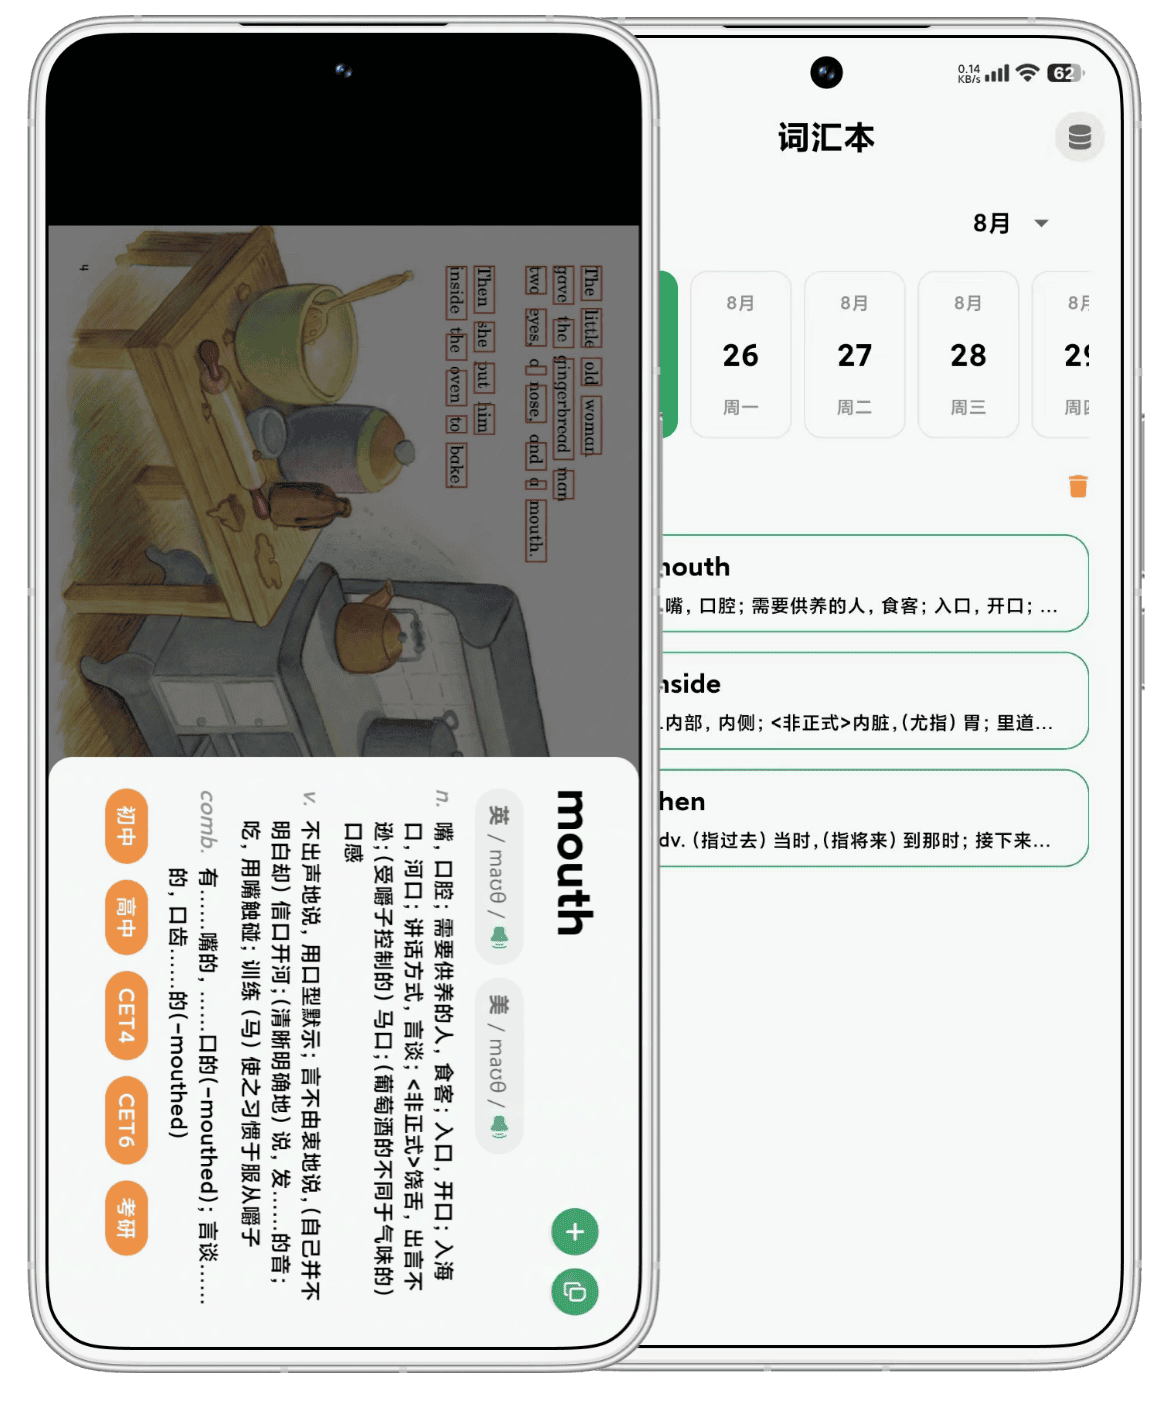 The little old woman
gave the gingerbread man
two eyes, a nose, and a mouth.
Then she put him
inside the oven to bake.
4
mouth
英 / maʊθ /
美 / maʊθ /
n. 嘴，口腔；需要供养的人，食客；入口，开口；入海
口，河口；讲话方式，言谈；<非正式>饶舌，出言不
逊；（受嚼子控制的）马口；（葡萄酒的不同于气味的）
口感
v. 不出声地说，用口型默示；言不由衷地说，（自己并不
明白却）信口开河；（清晰明确地）说，发……的音；
吃，用嘴触碰；训练（马）使之习惯于服从嚼子
comb. 有……嘴的，……口的(-mouthed)；言谈……
的，口齿……的(-mouthed)
初中 高中 CET4 CET6 考研
0.14
KB/s
62
词汇本
8月
8月 8月 8月 8月
26 27 28 29
周一 周二 周三 周四
mouth
嘴，口腔；需要供养的人，食客；入口，开口；…
inside
内部，内侧；<非正式>内脏，（尤指）胃；里道…
hen
dv.（指过去）当时，（指将来）到那时；接下来…